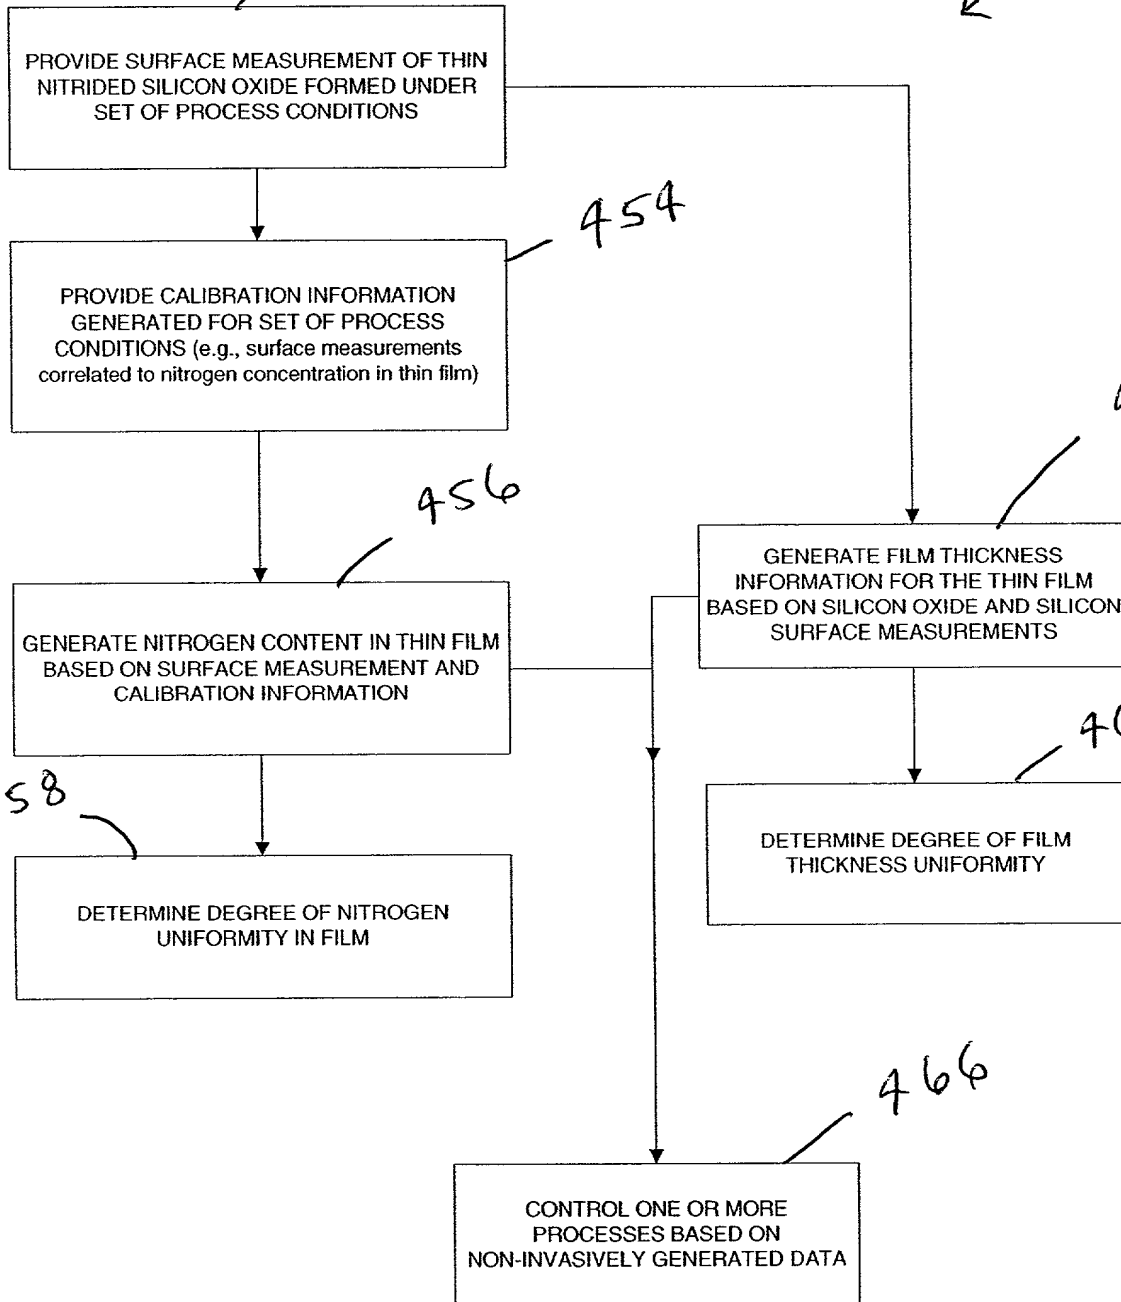 PROVIDE SURFACE MEASUREMENT OF THIN
NITRIDED SILICON OXIDE FORMED UNDER
SET OF PROCESS CONDITIONS
454
PROVIDE CALIBRATION INFORMATION
GENERATED FOR SET OF PROCESS
CONDITIONS (e.g., surface measurements
correlated to nitrogen concentration in thin film)
456
GENERATE NITROGEN CONTENT IN THIN FILM
BASED ON SURFACE MEASUREMENT AND
CALIBRATION INFORMATION
GENERATE FILM THICKNESS
INFORMATION FOR THE THIN FILM
BASED ON SILICON OXIDE AND SILICON
SURFACE MEASUREMENTS
58
DETERMINE DEGREE OF NITROGEN
UNIFORMITY IN FILM
DETERMINE DEGREE OF FILM
THICKNESS UNIFORMITY
466
CONTROL ONE OR MORE
PROCESSES BASED ON
NON-INVASIVELY GENERATED DATA